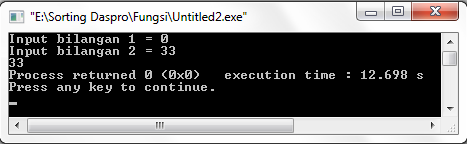 "E:\Sorting Daspro\Fungsi\Untitled2.exe"
Input bilangan 1 = 0
Input bilangan 2 = 33
33
Process returned 0 (0x0)   execution time : 12.698 s
Press any key to continue.